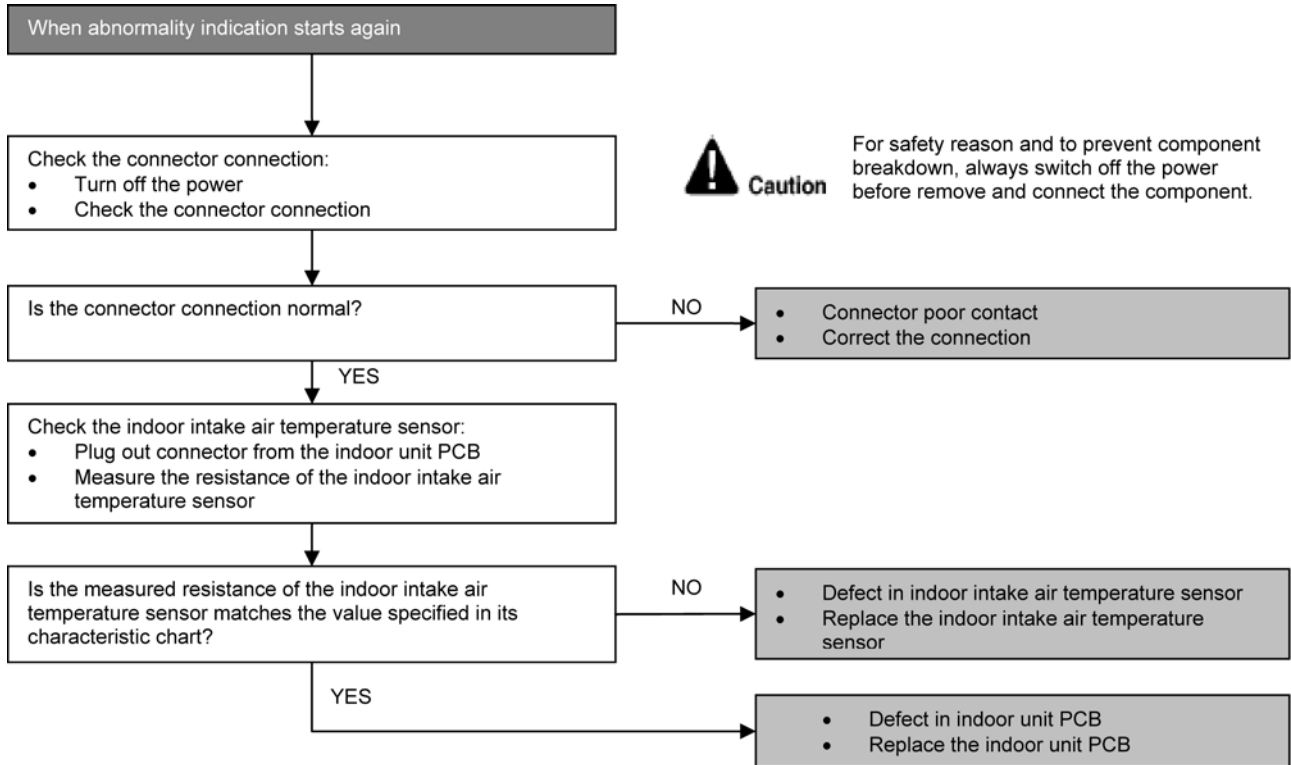 When abnormality indication starts again
Check the connector connection:
• Turn off the power
• Check the connector connection
Caution
For safety reason and to prevent component
breakdown, always switch off the power
before remove and connect the component.
Is the connector connection normal?
NO
• Connector poor contact
• Correct the connection
YES
Check the indoor intake air temperature sensor:
• Plug out connector from the indoor unit PCB
• Measure the resistance of the indoor intake air
temperature sensor
Is the measured resistance of the indoor intake air
temperature sensor matches the value specified in its
characteristic chart?
NO
• Defect in indoor intake air temperature sensor
• Replace the indoor intake air temperature
sensor
YES
• Defect in indoor unit PCB
• Replace the indoor unit PCB